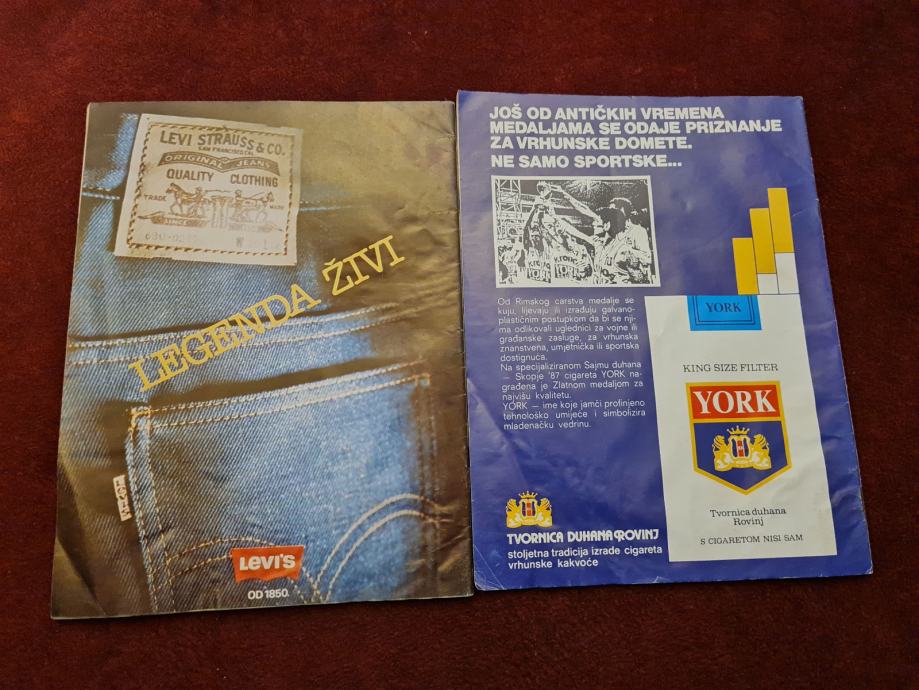 LEVI STRAUSS & CO.
SAN FRANCISCO CAL
ORIGINAL JEANS
QUALITY CLOTHING
TRADE MARK
LEGENDA ŽIVI
LEVI'S
OD 1850.
JOŠ OD ANTIČKIH VREMENA
MEDALJAMA SE ODAJE PRIZNANJE
ZA VRHUNSKE DOMETE.
NE SAMO SPORTSKE...
Od Rimskog carstva medalje se
kuju, lijevaju ili izrađuju galvano-
plastičnim postupkom da bi se nji-
ma odlikovali uglednici za vojne ili
građanske zasluge, za vrhunska
znanstvena, umjetnička ili sportska
dostignuća.
Na specijaliziranom Sajmu duhana
— Skopje '87 cigareta YORK na-
građena je Zlatnom medaljom za
najvišu kvalitetu.
YORK — ime koje jamči profinjeno
tehnološko umijeće i simbolizira
mladenačku vedrinu.
YORK
KING SIZE FILTER
YORK
Tvornica duhana
Rovinj
S CIGARETOM NISI SAM
TVORNICA DUHANA ROVINJ
stoljetna tradicija izrade cigareta
vrhunske kakvoće